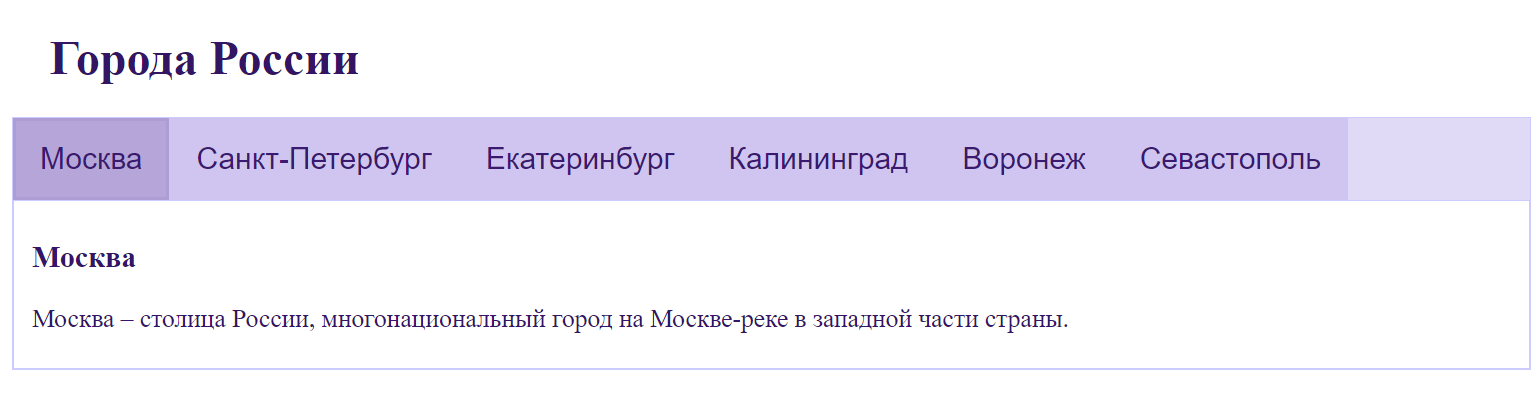 Города России
Москва Санкт-Петербург Екатеринбург Калининград Воронеж Севастополь
Москва
Москва – столица России, многонациональный город на Москве-реке в западной части страны.